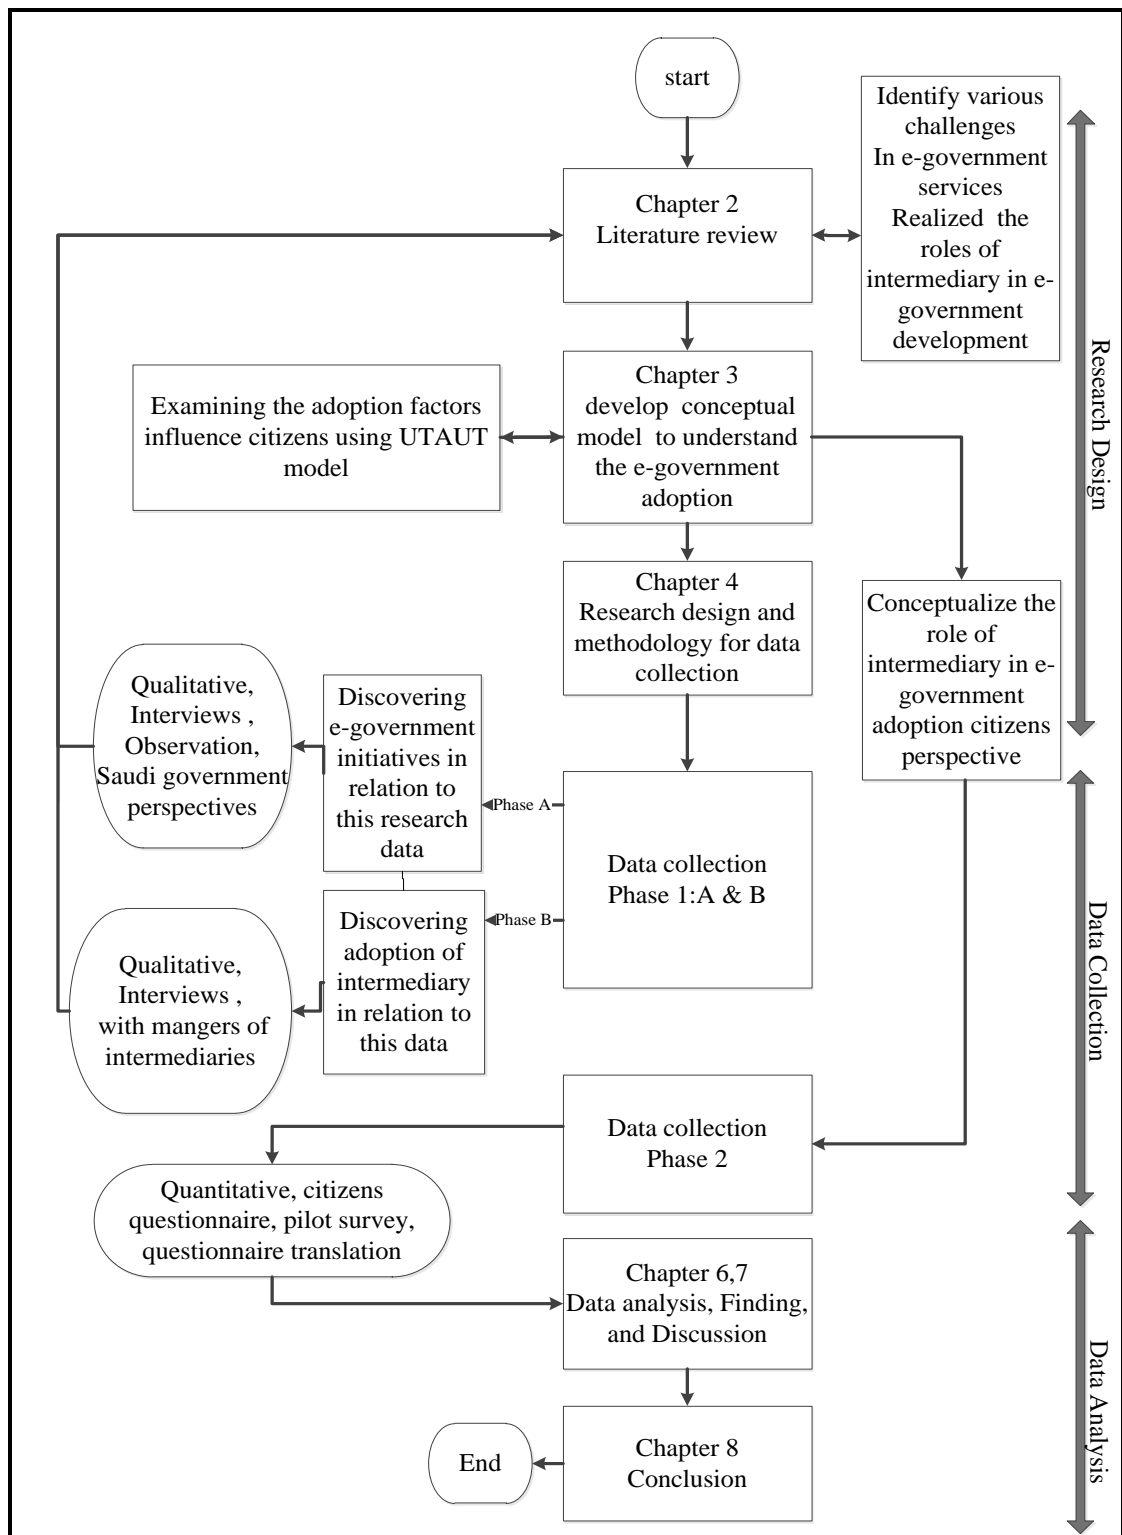 start
Identify various
challenges
In e-government
services
Realized the
roles of
intermediary in e-
government
development
Chapter 2
Literature review
Research Design
Chapter 3
develop conceptual
model to understand
the e-government
adoption
Examining the adoption factors
influence citizens using UTAUT
model
Chapter 4
Research design and
methodology for data
collection
Conceptualize the
role of
intermediary in e-
government
adoption citizens
perspective
Qualitative,
Interviews ,
Observation,
Saudi government
perspectives
Discovering
e-government
initiatives in
relation to
this research
data
Phase A
Data collection
Phase 1:A & B
Phase B
Data Collection
Discovering
adoption of
intermediary
in relation to
this data
Qualitative,
Interviews ,
with mangers of
intermediaries
Data collection
Phase 2
Quantitative, citizens
questionnaire, pilot survey,
questionnaire translation
Chapter 6,7
Data analysis, Finding,
and Discussion
Data Analysis
Chapter 8
Conclusion
End